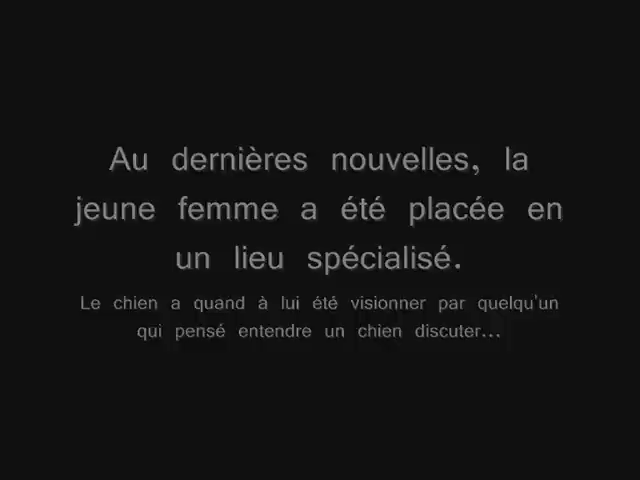 Au dernières nouvelles, la
jeune femme a été placée en
un lieu spécialisé.
Le chien a quand à lui été visionner par quelqu'un
qui pensé entendre un chien discuter...